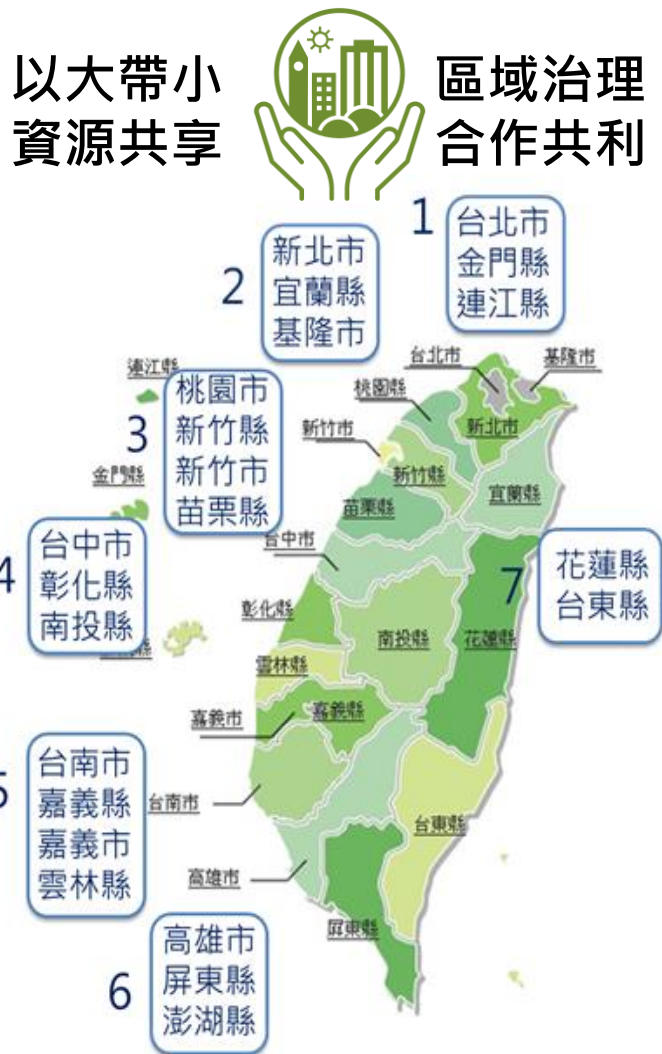 以大帶小
資源共享
區域治理
合作共利
1
台北市
金門縣
連江縣
2
新北市
宜蘭縣
基隆市
台北市
基隆市
連江縣
桃園縣
3
桃園市
新竹縣
新竹市
苗栗縣
新竹市
新北市
金門縣
新竹縣
宜蘭縣
苗栗縣
4
台中市
彰化縣
南投縣
台中市
7
花蓮縣
台東縣
彰化縣
南投縣
花蓮縣
雲林縣
嘉義市
嘉義縣
5
台南市
嘉義縣
嘉義市
雲林縣
台南市
台東縣
高雄市
屏東縣
6
高雄市
屏東縣
澎湖縣